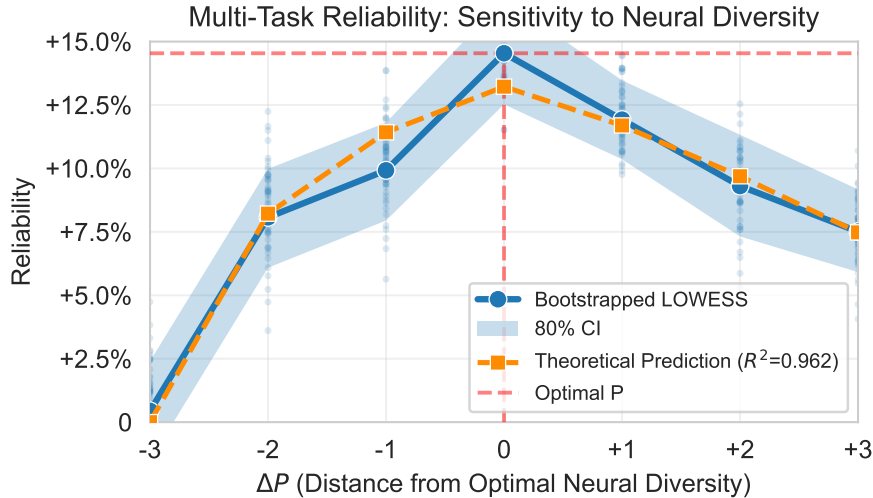 Multi-Task Reliability: Sensitivity to Neural Diversity
+15.0%
+12.5%
+10.0%
+7.5%
+5.0%
+2.5%
0
Reliability
Bootstrapped LOWESS
80% CI
Theoretical Prediction (R²=0.962)
Optimal P
-3 -2 -1 0 +1 +2 +3
ΔP (Distance from Optimal Neural Diversity)